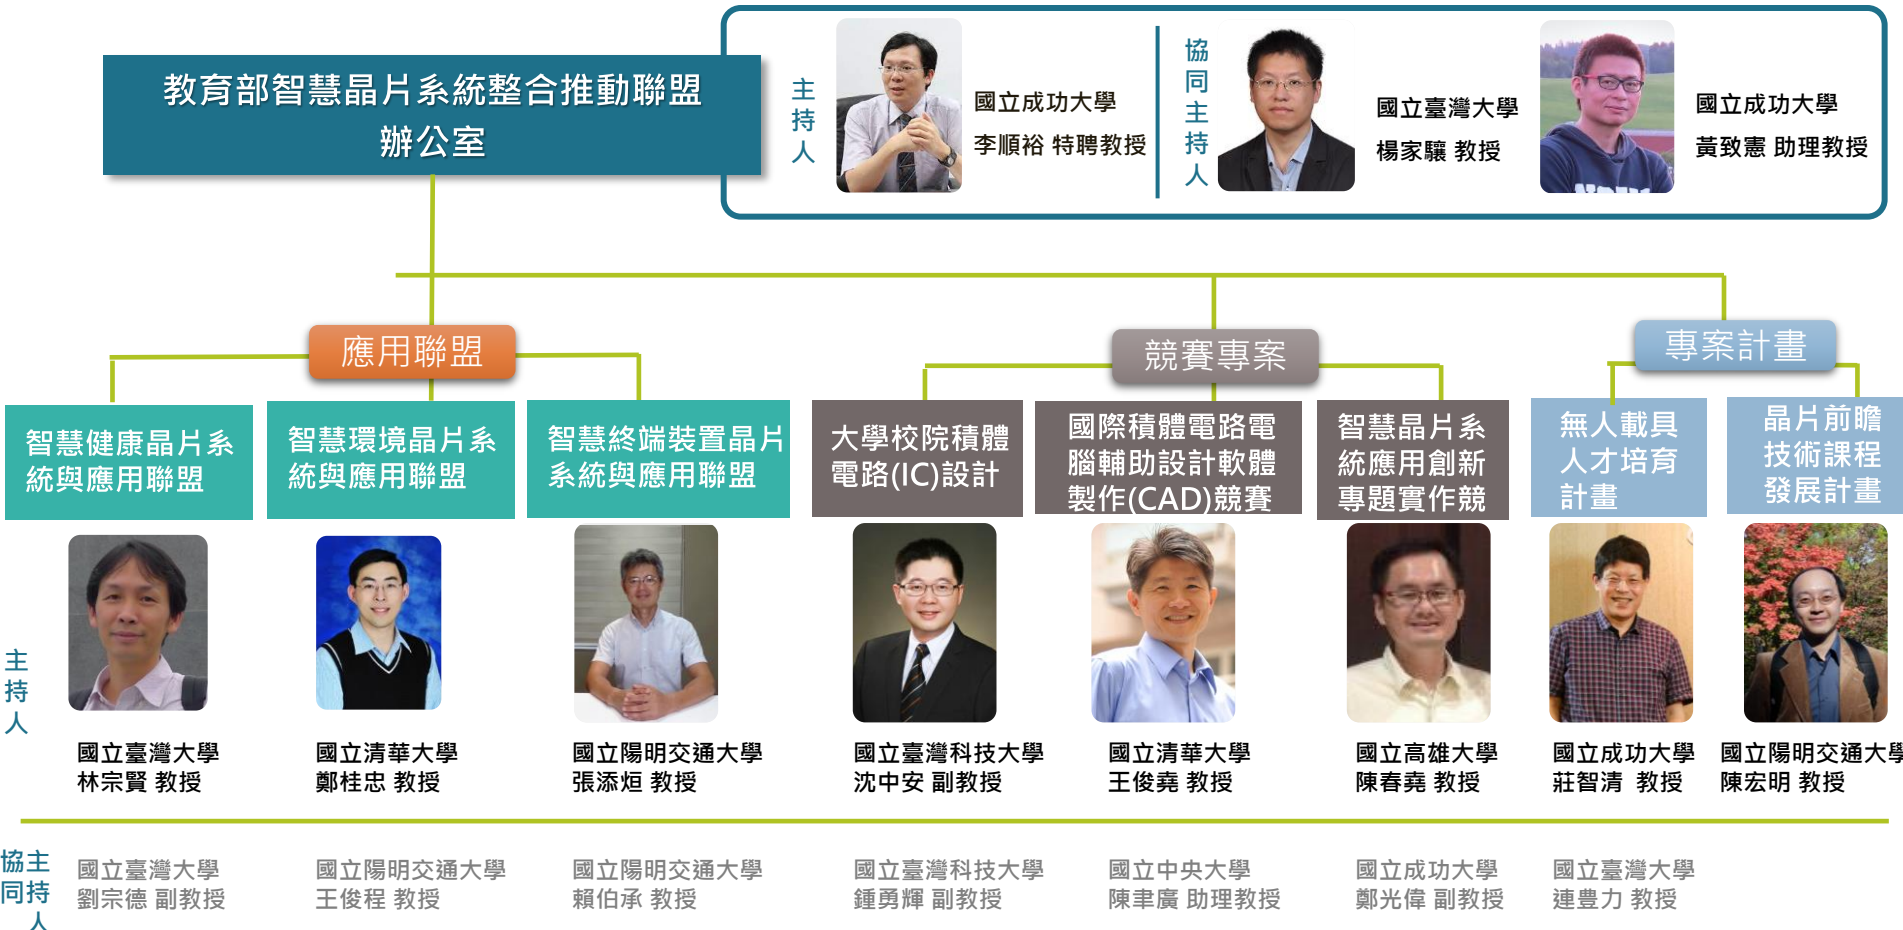 教育部智慧晶片系統整合推動聯盟
辦公室
主持人
國立成功大學
李順裕 特聘教授
協同主持人
國立臺灣大學
楊家驤 教授
國立成功大學
黃致憲 助理教授
應用聯盟
競賽專案
專案計畫
智慧健康晶片系
統與應用聯盟
智慧環境晶片系
統與應用聯盟
智慧終端裝置晶片
系統與應用聯盟
大學校院積體
電路(IC)設計
國際積體電路電
腦輔助設計軟體
製作(CAD)競賽
智慧晶片系
統應用創新
專題實作競
無人載具
人才培育
計畫
晶片前瞻
技術課程
發展計畫
主持人
國立臺灣大學
林宗賢 教授
國立清華大學
鄭桂忠 教授
國立陽明交通大學
張添烜 教授
國立臺灣科技大學
沈中安 副教授
國立清華大學
王俊堯 教授
國立高雄大學
陳春堯 教授
國立成功大學
莊智清 教授
國立陽明交通大學
陳宏明 教授
協同主持人
國立臺灣大學
劉宗德 副教授
國立陽明交通大學
王俊程 教授
國立陽明交通大學
賴伯承 教授
國立臺灣科技大學
鍾勇輝 副教授
國立中央大學
陳聿廣 助理教授
國立成功大學
鄭光偉 副教授
國立臺灣大學
連豊力 教授